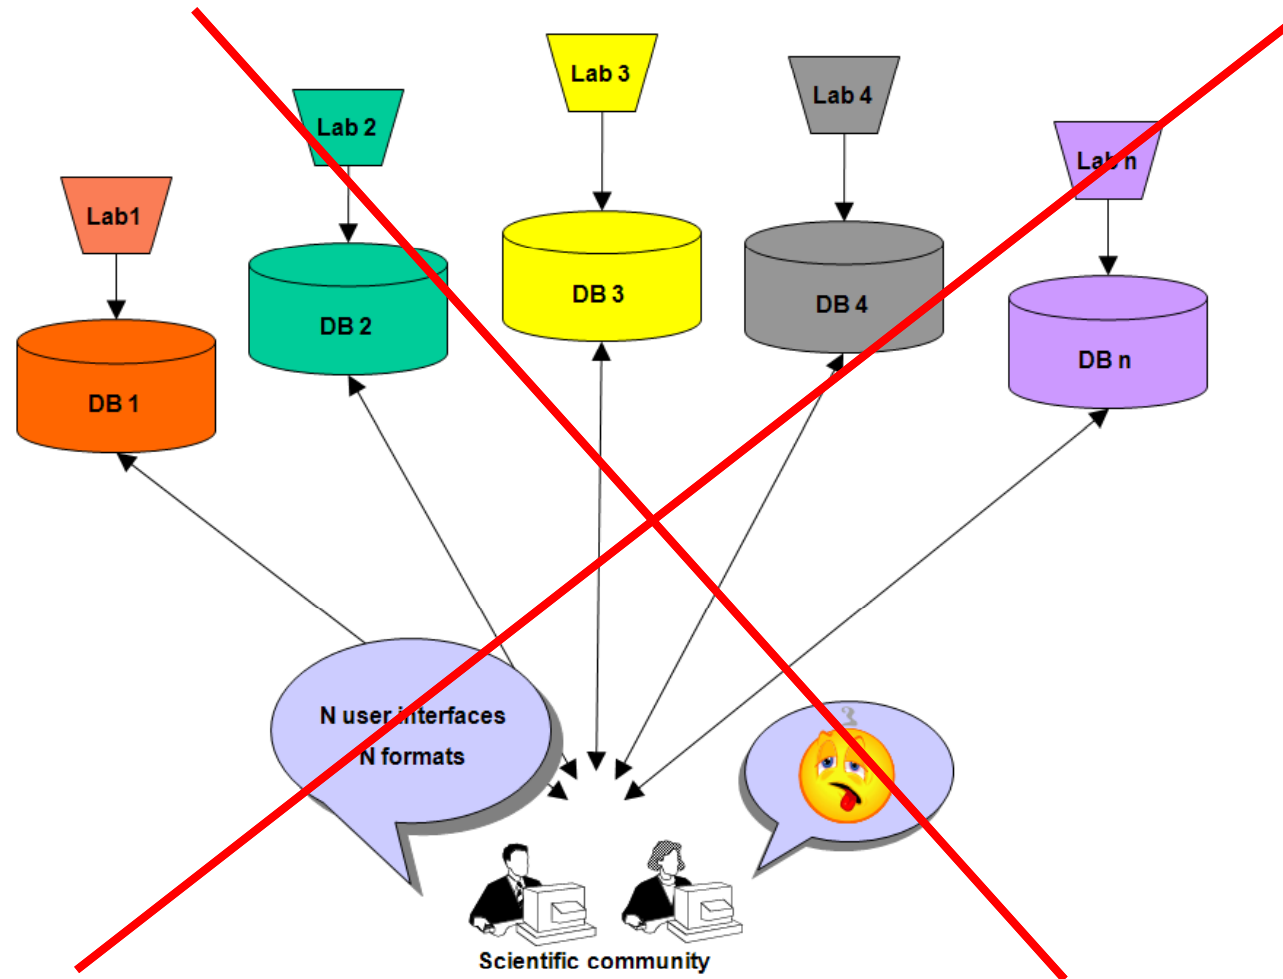 Lab 3
Lab 4
Lab 2
Lab n
Lab1
DB 3
DB 4
DB 2
DB n
DB 1
N user interfaces
N formats
?
Scientific community